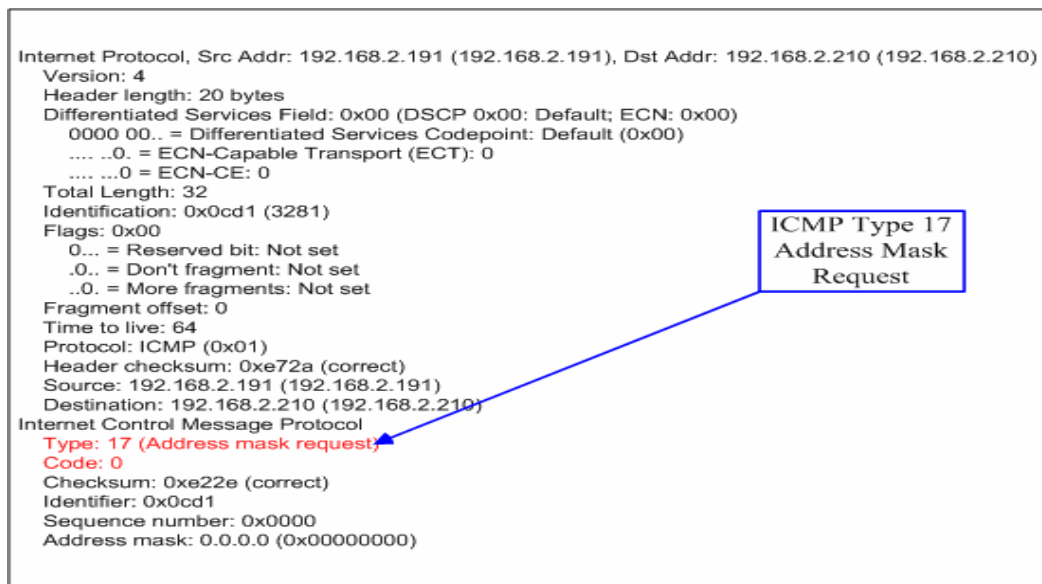 Internet Protocol, Src Addr: 192.168.2.191 (192.168.2.191), Dst Addr: 192.168.2.210 (192.168.2.210)
Version: 4
Header length: 20 bytes
Differentiated Services Field: 0x00 (DSCP 0x00: Default; ECN: 0x00)
0000 00.. = Differentiated Services Codepoint: Default (0x00)
.... ..0. = ECN-Capable Transport (ECT): 0
.... ...0 = ECN-CE: 0
Total Length: 32
Identification: 0x0cd1 (3281)
Flags: 0x00
0... = Reserved bit: Not set
.0.. = Don't fragment: Not set
..0. = More fragments: Not set
Fragment offset: 0
Time to live: 64
Protocol: ICMP (0x01)
Header checksum: 0xe72a (correct)
Source: 192.168.2.191 (192.168.2.191)
Destination: 192.168.2.210 (192.168.2.210)
Internet Control Message Protocol
Type: 17 (Address mask request)
Code: 0
Checksum: 0xe22e (correct)
Identifier: 0x0cd1
Sequence number: 0x0000
Address mask: 0.0.0.0 (0x00000000)
ICMP Type 17
Address Mask
Request